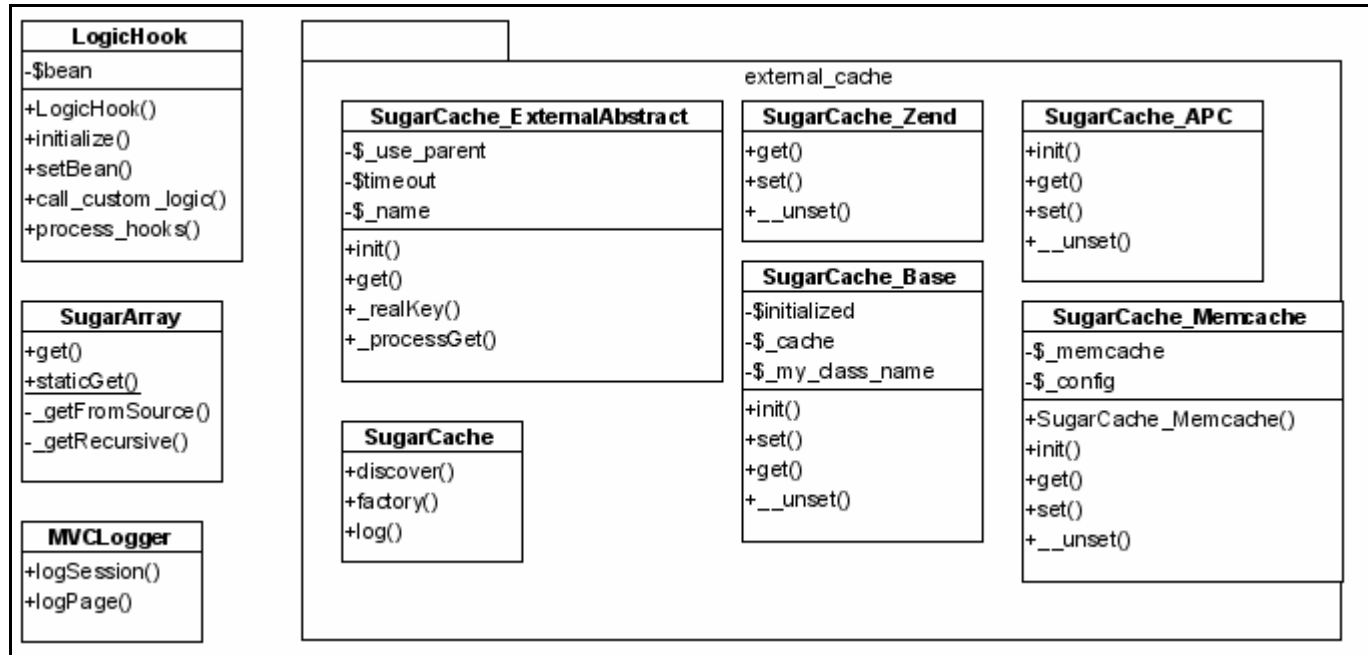 LogicHook
-$bean
+LogicHook()
+initialize()
+setBean()
+call_custom_logic()
+process_hooks()
SugarArray
+get()
+staticGet()
-_getFromSource()
-_getRecursive()
MVCLogger
+logSession()
+logPage()
external_cache
SugarCache_ExternalAbstract
-$_use_parent
-$timeout
-$_name
+init()
+get()
+_realKey()
+_processGet()
SugarCache
+discover()
+factory()
+log()
SugarCache_Zend
+get()
+set()
+__unset()
SugarCache_Base
-$initialized
-$_cache
-$_my_class_name
+init()
+set()
+get()
+__unset()
SugarCache_APC
+init()
+get()
+set()
+__unset()
SugarCache_Memcache
-$_memcache
-$_config
+SugarCache_Memcache()
+init()
+get()
+set()
+__unset()